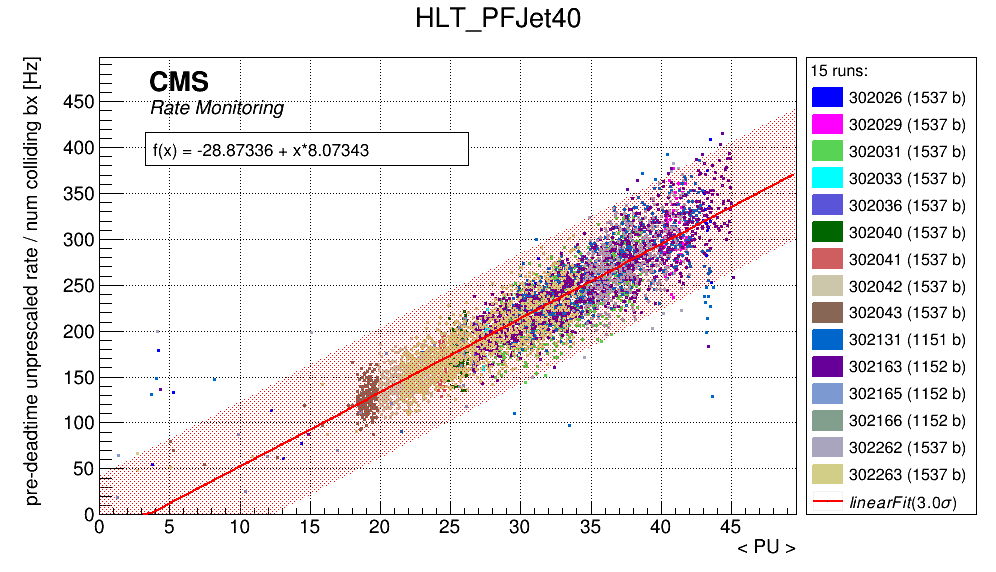 HLT_PFJet40
pre-deadtime unprescaled rate / num colliding bx [Hz]
CMS
Rate Monitoring
f(x) = -28.87336 + x*8.07343
450
400
350
300
250
200
150
100
50
0
0 5 10 15 20 25 30 35 40 45
< PU >
15 runs:
302026 (1537 b)
302029 (1537 b)
302031 (1537 b)
302033 (1537 b)
302036 (1537 b)
302040 (1537 b)
302041 (1537 b)
302042 (1537 b)
302043 (1537 b)
302131 (1151 b)
302163 (1152 b)
302165 (1152 b)
302166 (1152 b)
302262 (1537 b)
302263 (1537 b)
linearFit(3.0σ)